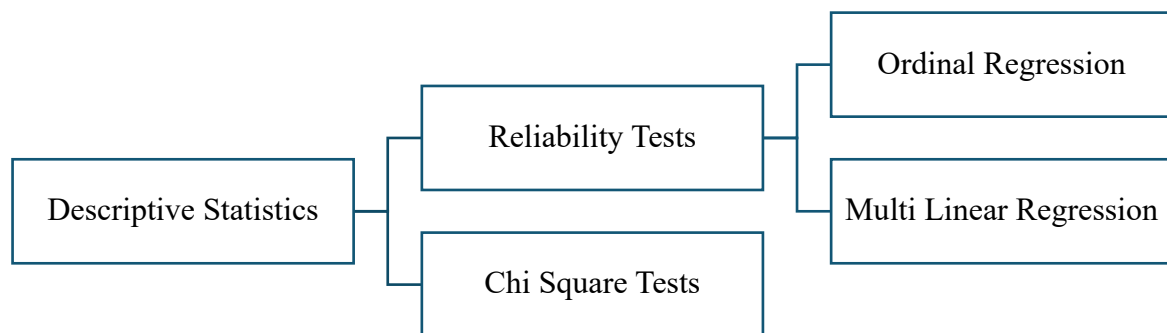 Descriptive Statistics
Reliability Tests
Chi Square Tests
Ordinal Regression
Multi Linear Regression